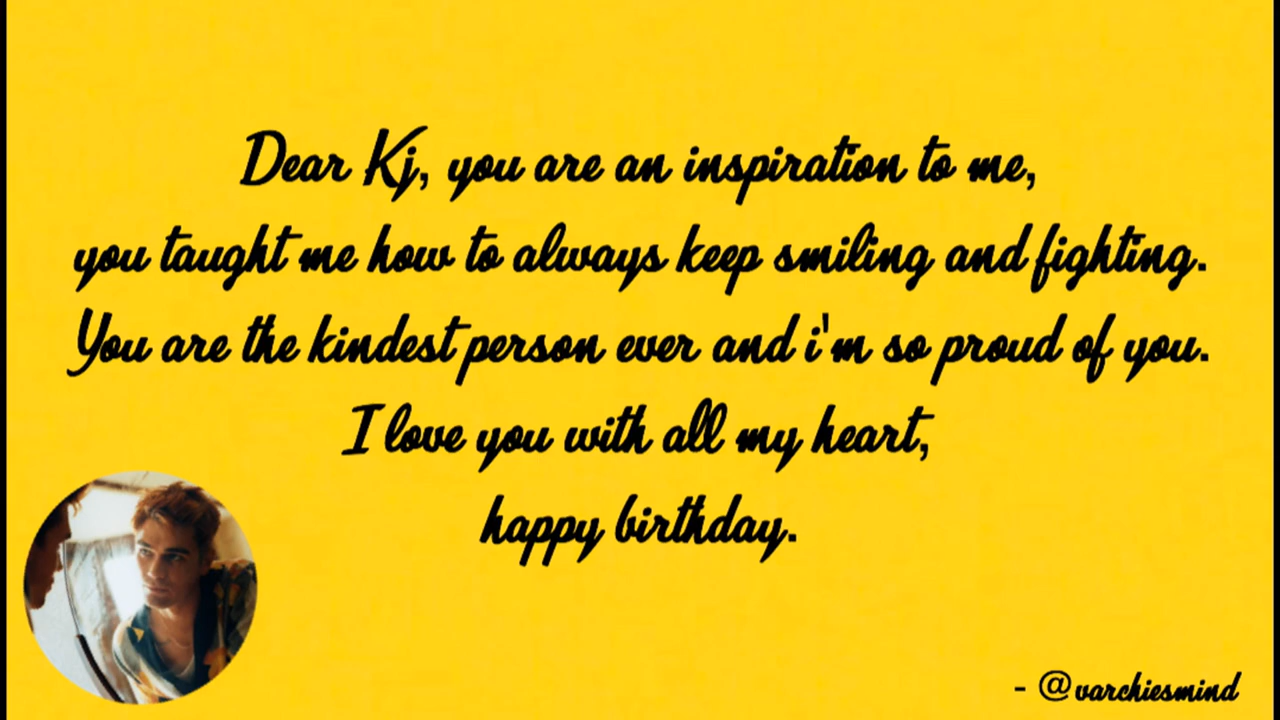 Dear Kj, you are an inspiration to me,
you taught me how to always keep smiling and fighting.
You are the kindest person ever and i'm so proud of you.
I love you with all my heart,
happy birthday.
- @varchiesmind